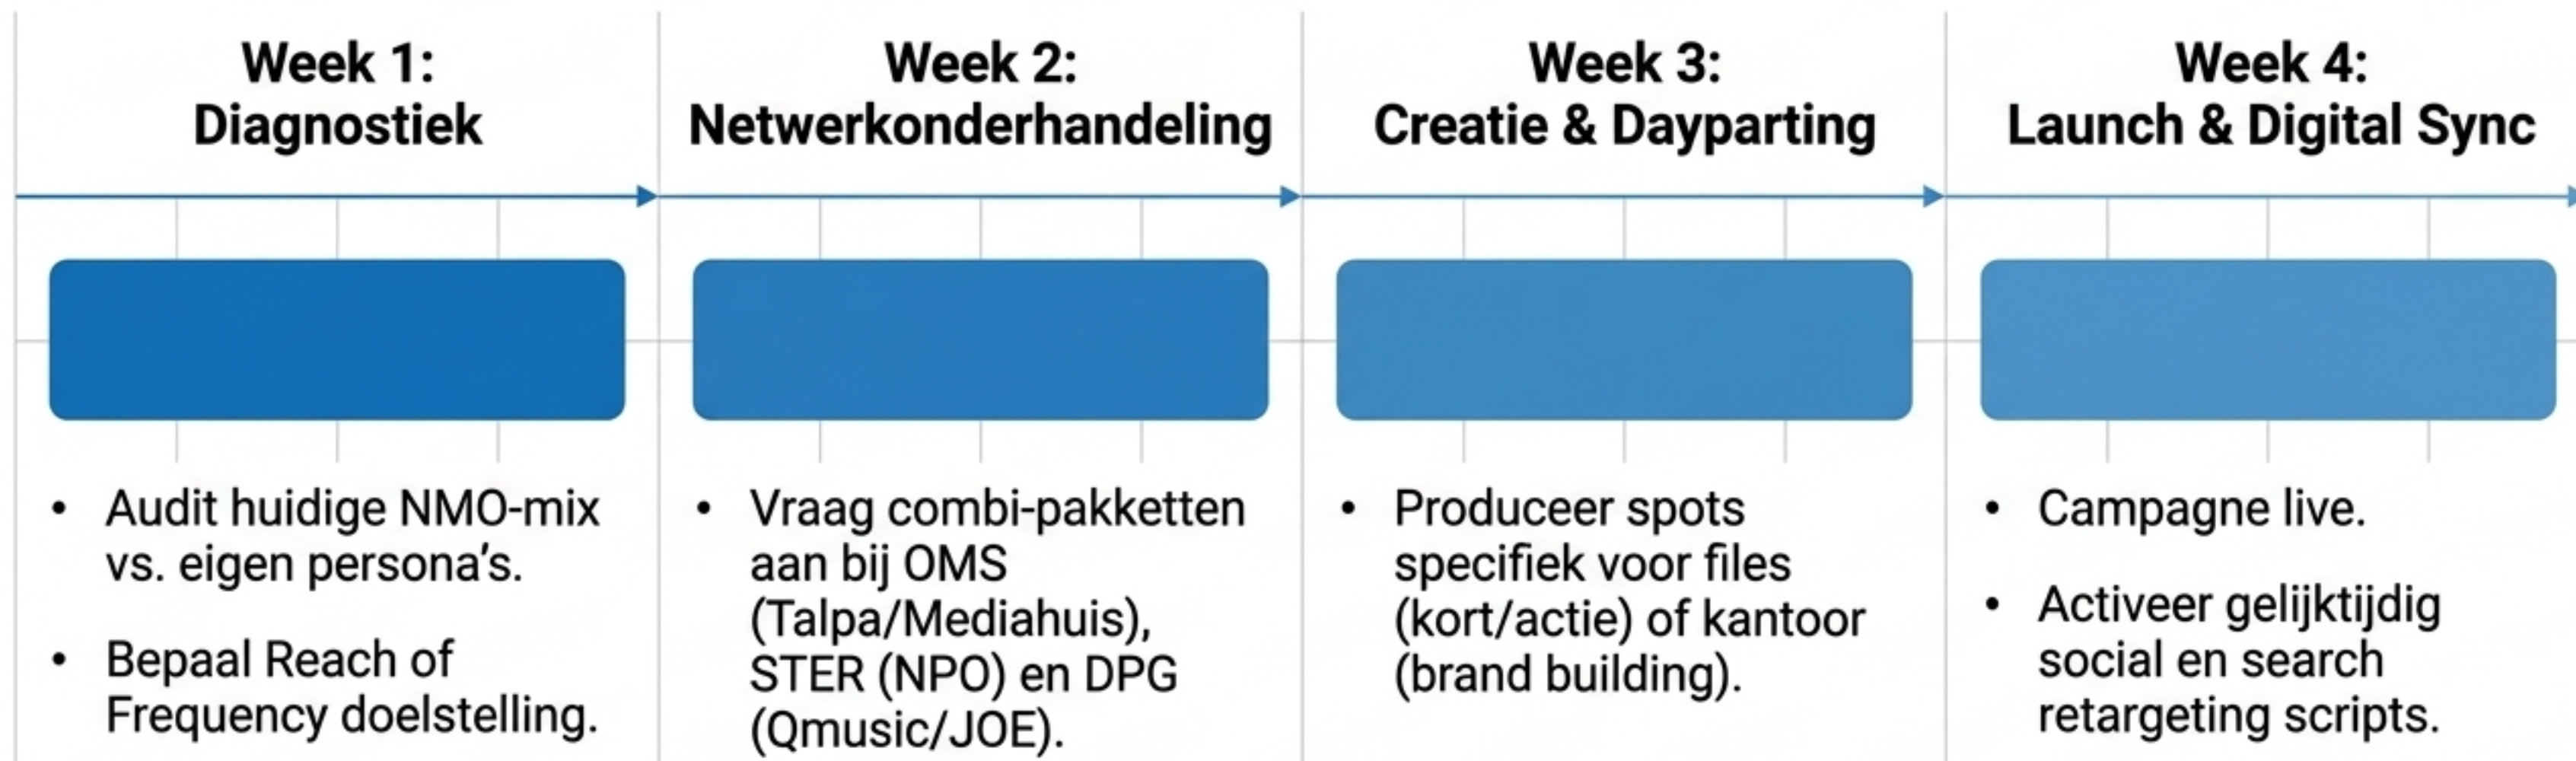 Week 1:
Diagnostiek
• Audit huidige NMO-mix
vs. eigen persona’s.
• Bepaal Reach of
Frequency doelstelling.
Week 2:
Netwerkonderhandeling
• Vraag combi-pakketten
aan bij OMS
(Talpa/Mediahuis),
STER (NPO) en DPG
(Qmusic/JOE).
Week 3:
Creatie & Dayparting
• Produceer spots
specifiek voor files
(kort/actie) of kantoor
(brand building).
Week 4:
Launch & Digital Sync
• Campagne live.
• Activeer gelijktijdig
social en search
retargeting scripts.